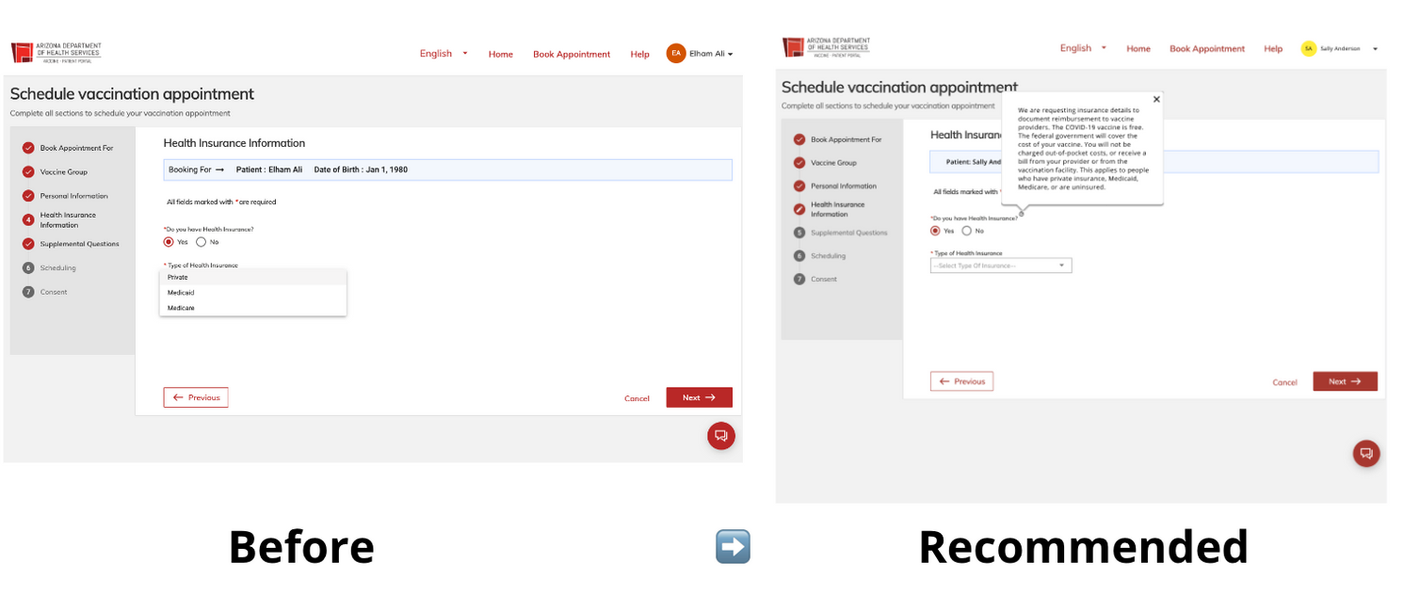 ARIZONA DEPARTMENT
OF HEALTH SERVICES
VACCINE · PATIENT PORTAL
English
Home
Book Appointment
Help
EA
Elham Ali
Schedule vaccination appointment
Complete all sections to schedule your vaccination appointment
Book Appointment For
Vaccine Group
Personal Information
4
Health Insurance
Information
Supplemental Questions
6
Scheduling
7
Consent
Health Insurance Information
Booking For → Patient : Elham Ali Date of Birth : Jan 1, 1980
All fields marked with * are required
*Do you have Health Insurance?
Yes No
* Type of Health Insurance
Private
Medicaid
Medicare
← Previous
Cancel
Next →
Before
➡
ARIZONA DEPARTMENT
OF HEALTH SERVICES
VACCINE · PATIENT PORTAL
English
Home
Book Appointment
Help
SA
Sally Anderson
Schedule vaccination appointment
Complete all sections to schedule your vaccination appointment
Book Appointment For
Vaccine Group
Personal Information
Health Insurance
Information
5
Supplemental Questions
6
Scheduling
7
Consent
Health Insuran
We are requesting insurance details to
document reimbursement to vaccine
providers. The COVID-19 vaccine is free.
The federal government will cover the
cost of your vaccine. You will not be
charged out-of-pocket costs, or receive a
bill from your provider or from the
vaccination facility. This applies to people
who have private insurance, Medicaid,
Medicare, or are uninsured.
Patient: Sally And
All fields marked with *
*Do you have Health Insurance?
Yes No
* Type of Health Insurance
--Select Type Of Insurance--
← Previous
Cancel
Next →
Recommended